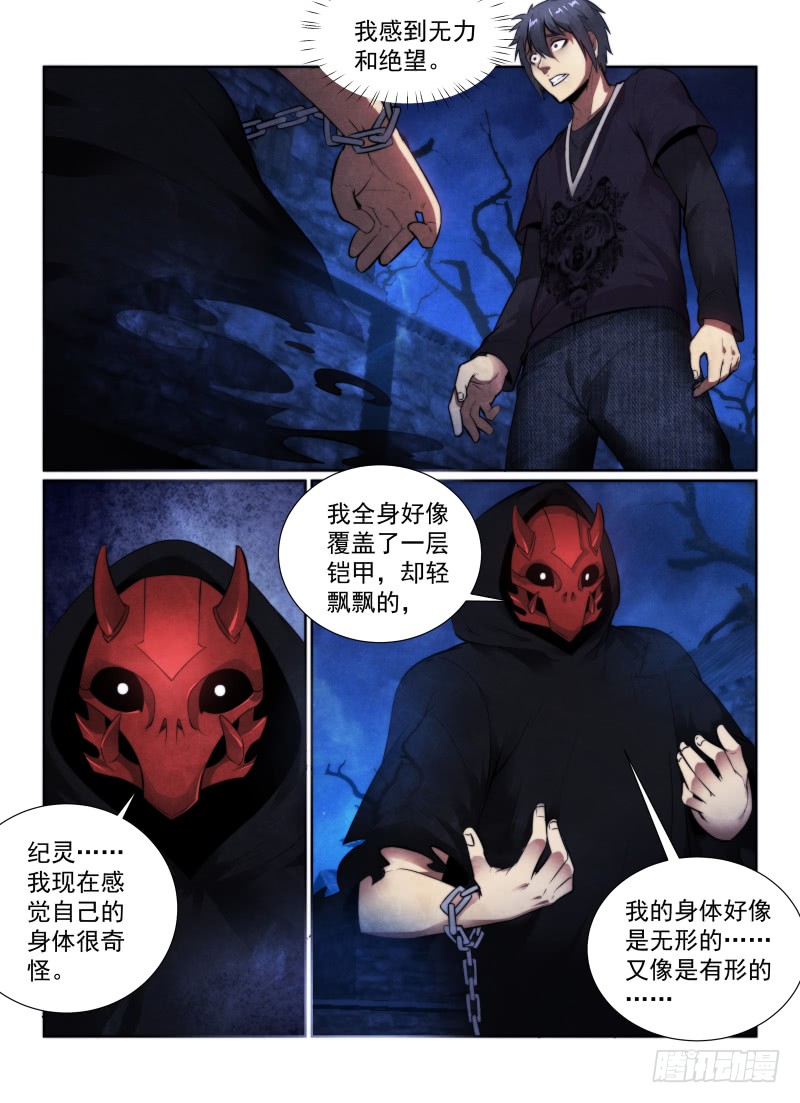 我感到无力
和绝望。
纪灵……
我现在感
觉自己的
身体很奇
怪。
我全身好像
覆盖了一层
铠甲，却轻
飘飘的，
我的身体好像
是无形的……
又像是有形的
……
腾讯动漫